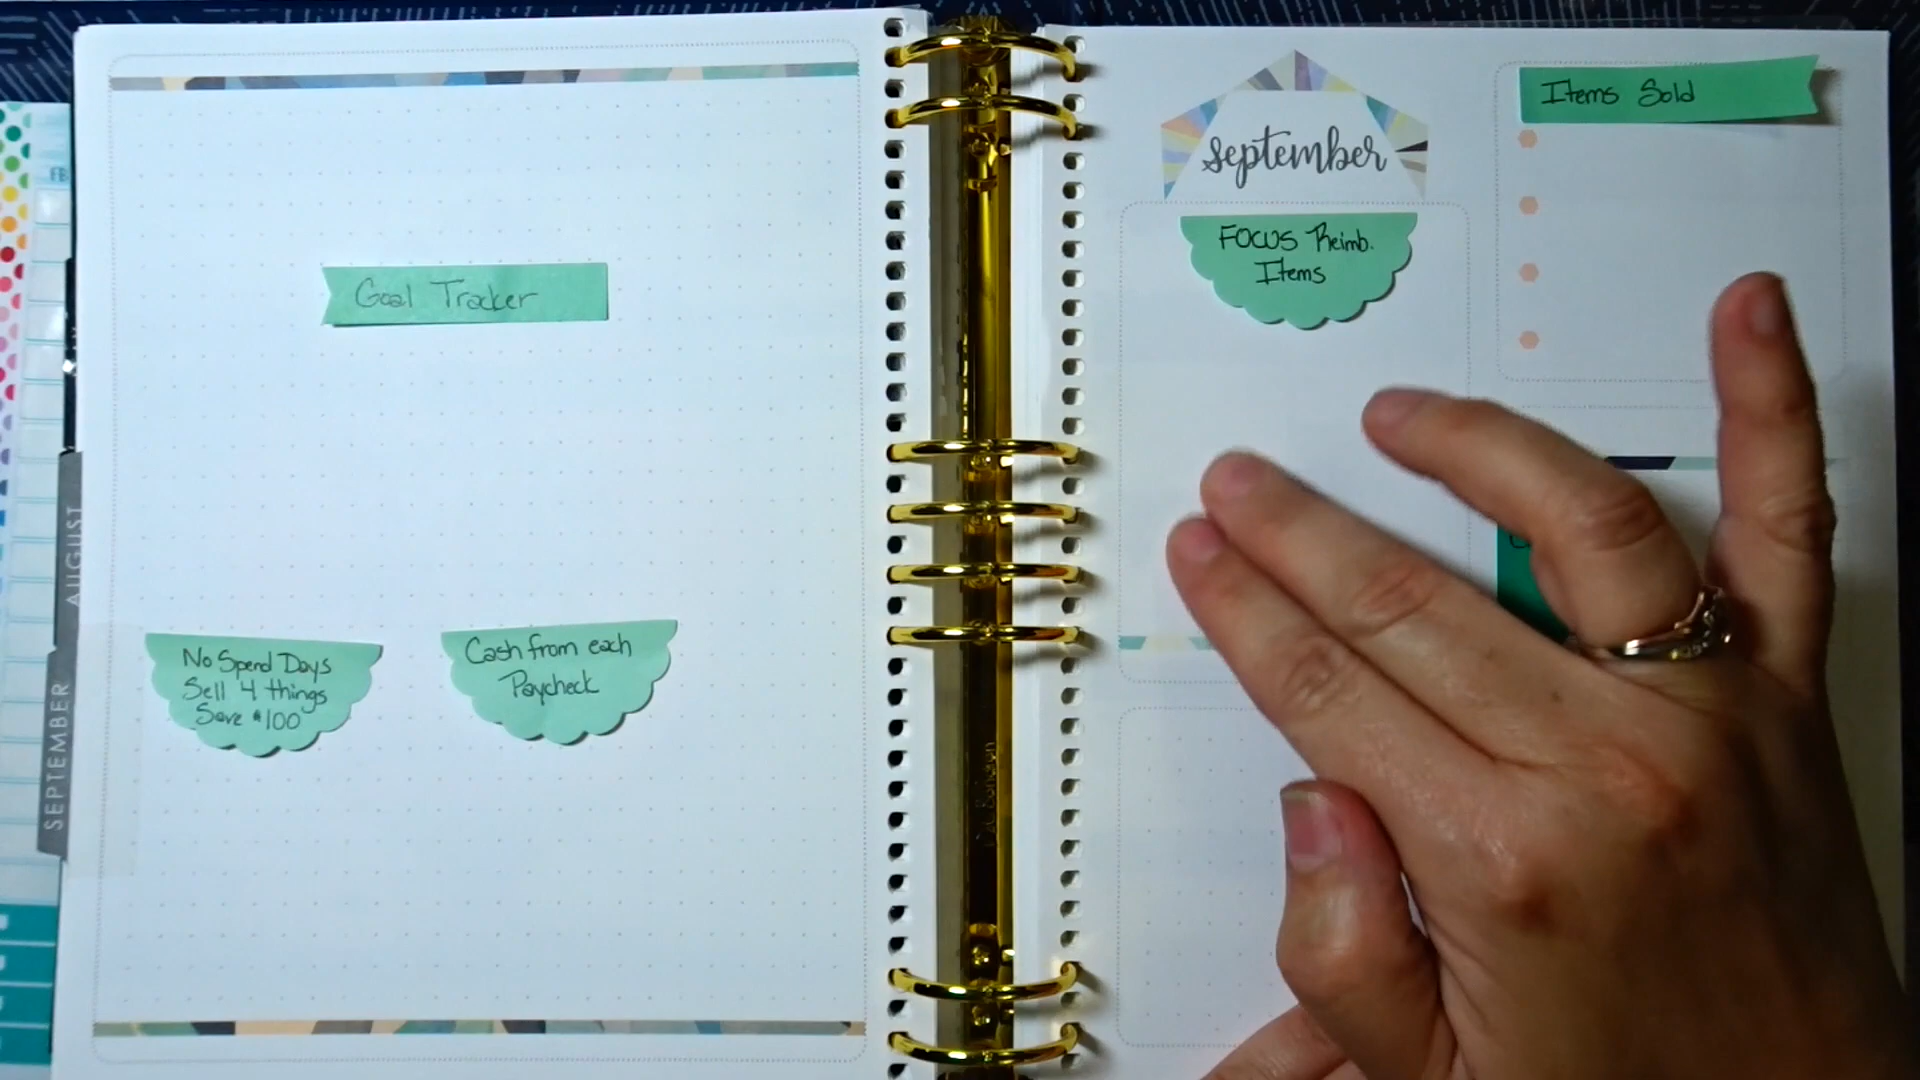 Goal Tracker
No Spend Days
Sell 4 things
Save $100
Cash from each
Paycheck
AUGUST
SEPTEMBER
FB
september
FOCUS Reimb.
Items
Items Sold